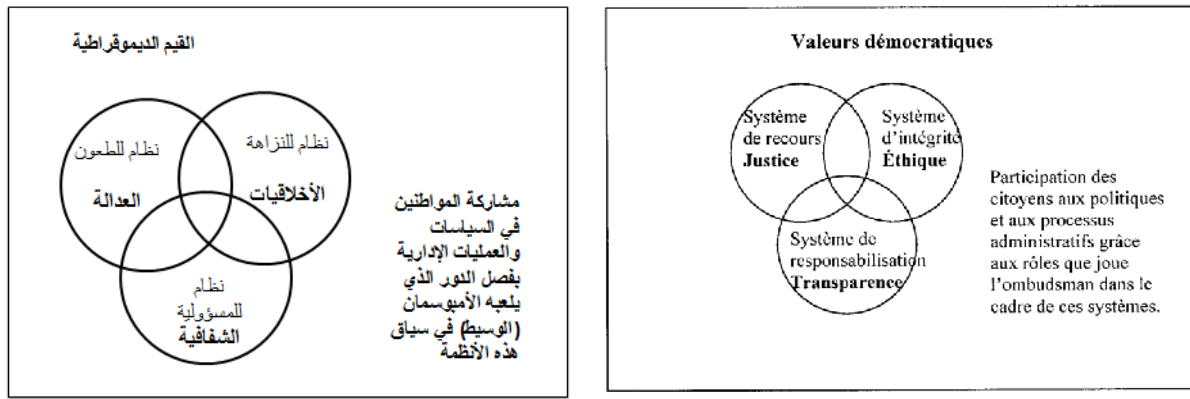 القيم الديموقراطية
نظام للطعون
العدالة
نظام للنزاهة
الأخلاقيات
نظام
للمسؤولية
الشفافية
مشاركة المواطنين
في السياسات
والعمليات الإدارية
بفصل الدور الذي
يلعبه الأمبوسمان
(الوسيط) في سياق
هذه الأنظمة
Valeurs démocratiques
Système
de recours
Justice
Système
d'intégrité
Éthique
Système de
responsabilisation
Transparence
Participation des
citoyens aux politiques
et aux processus
administratifs grâce
aux rôles que joue
l'ombudsman dans le
cadre de ces systèmes.